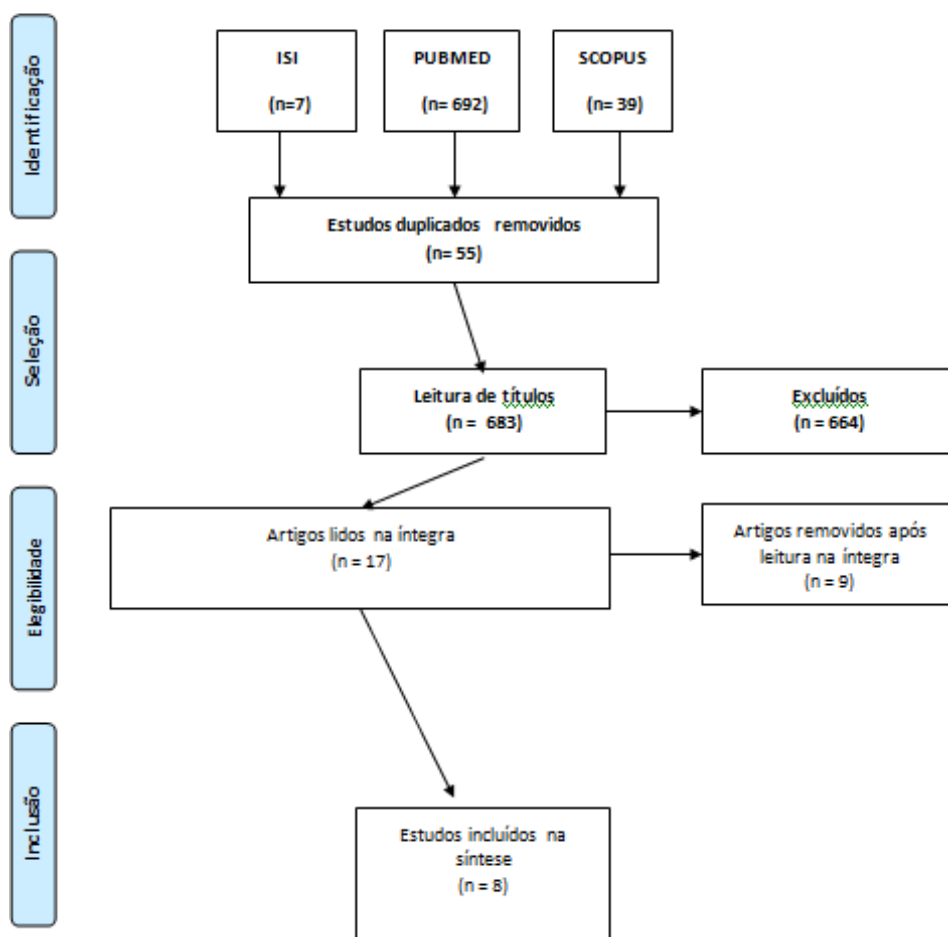 Identificação
ISI
(n=7)
PUBMED
(n= 692)
SCOPUS
(n= 39)
Estudos duplicados removidos
(n= 55)
Seleção
Leitura de títulos
(n = 683)
Excluídos
(n = 664)
Elegibilidade
Artigos lidos na íntegra
(n = 17)
Artigos removidos após
leitura na íntegra
(n = 9)
Inclusão
Estudos incluídos na
síntese
(n = 8)